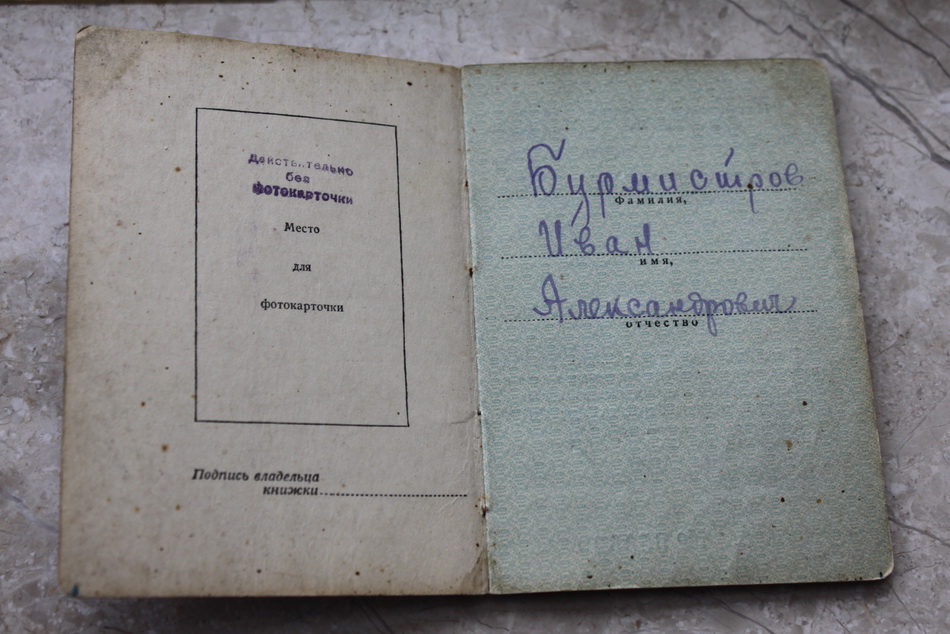 Действительно
без
фотокарточки
Место
для
фотокарточки
Подпись владельца
книжки
Бурмистров
Фамилия,
Иван
имя,
Александрович
отчество